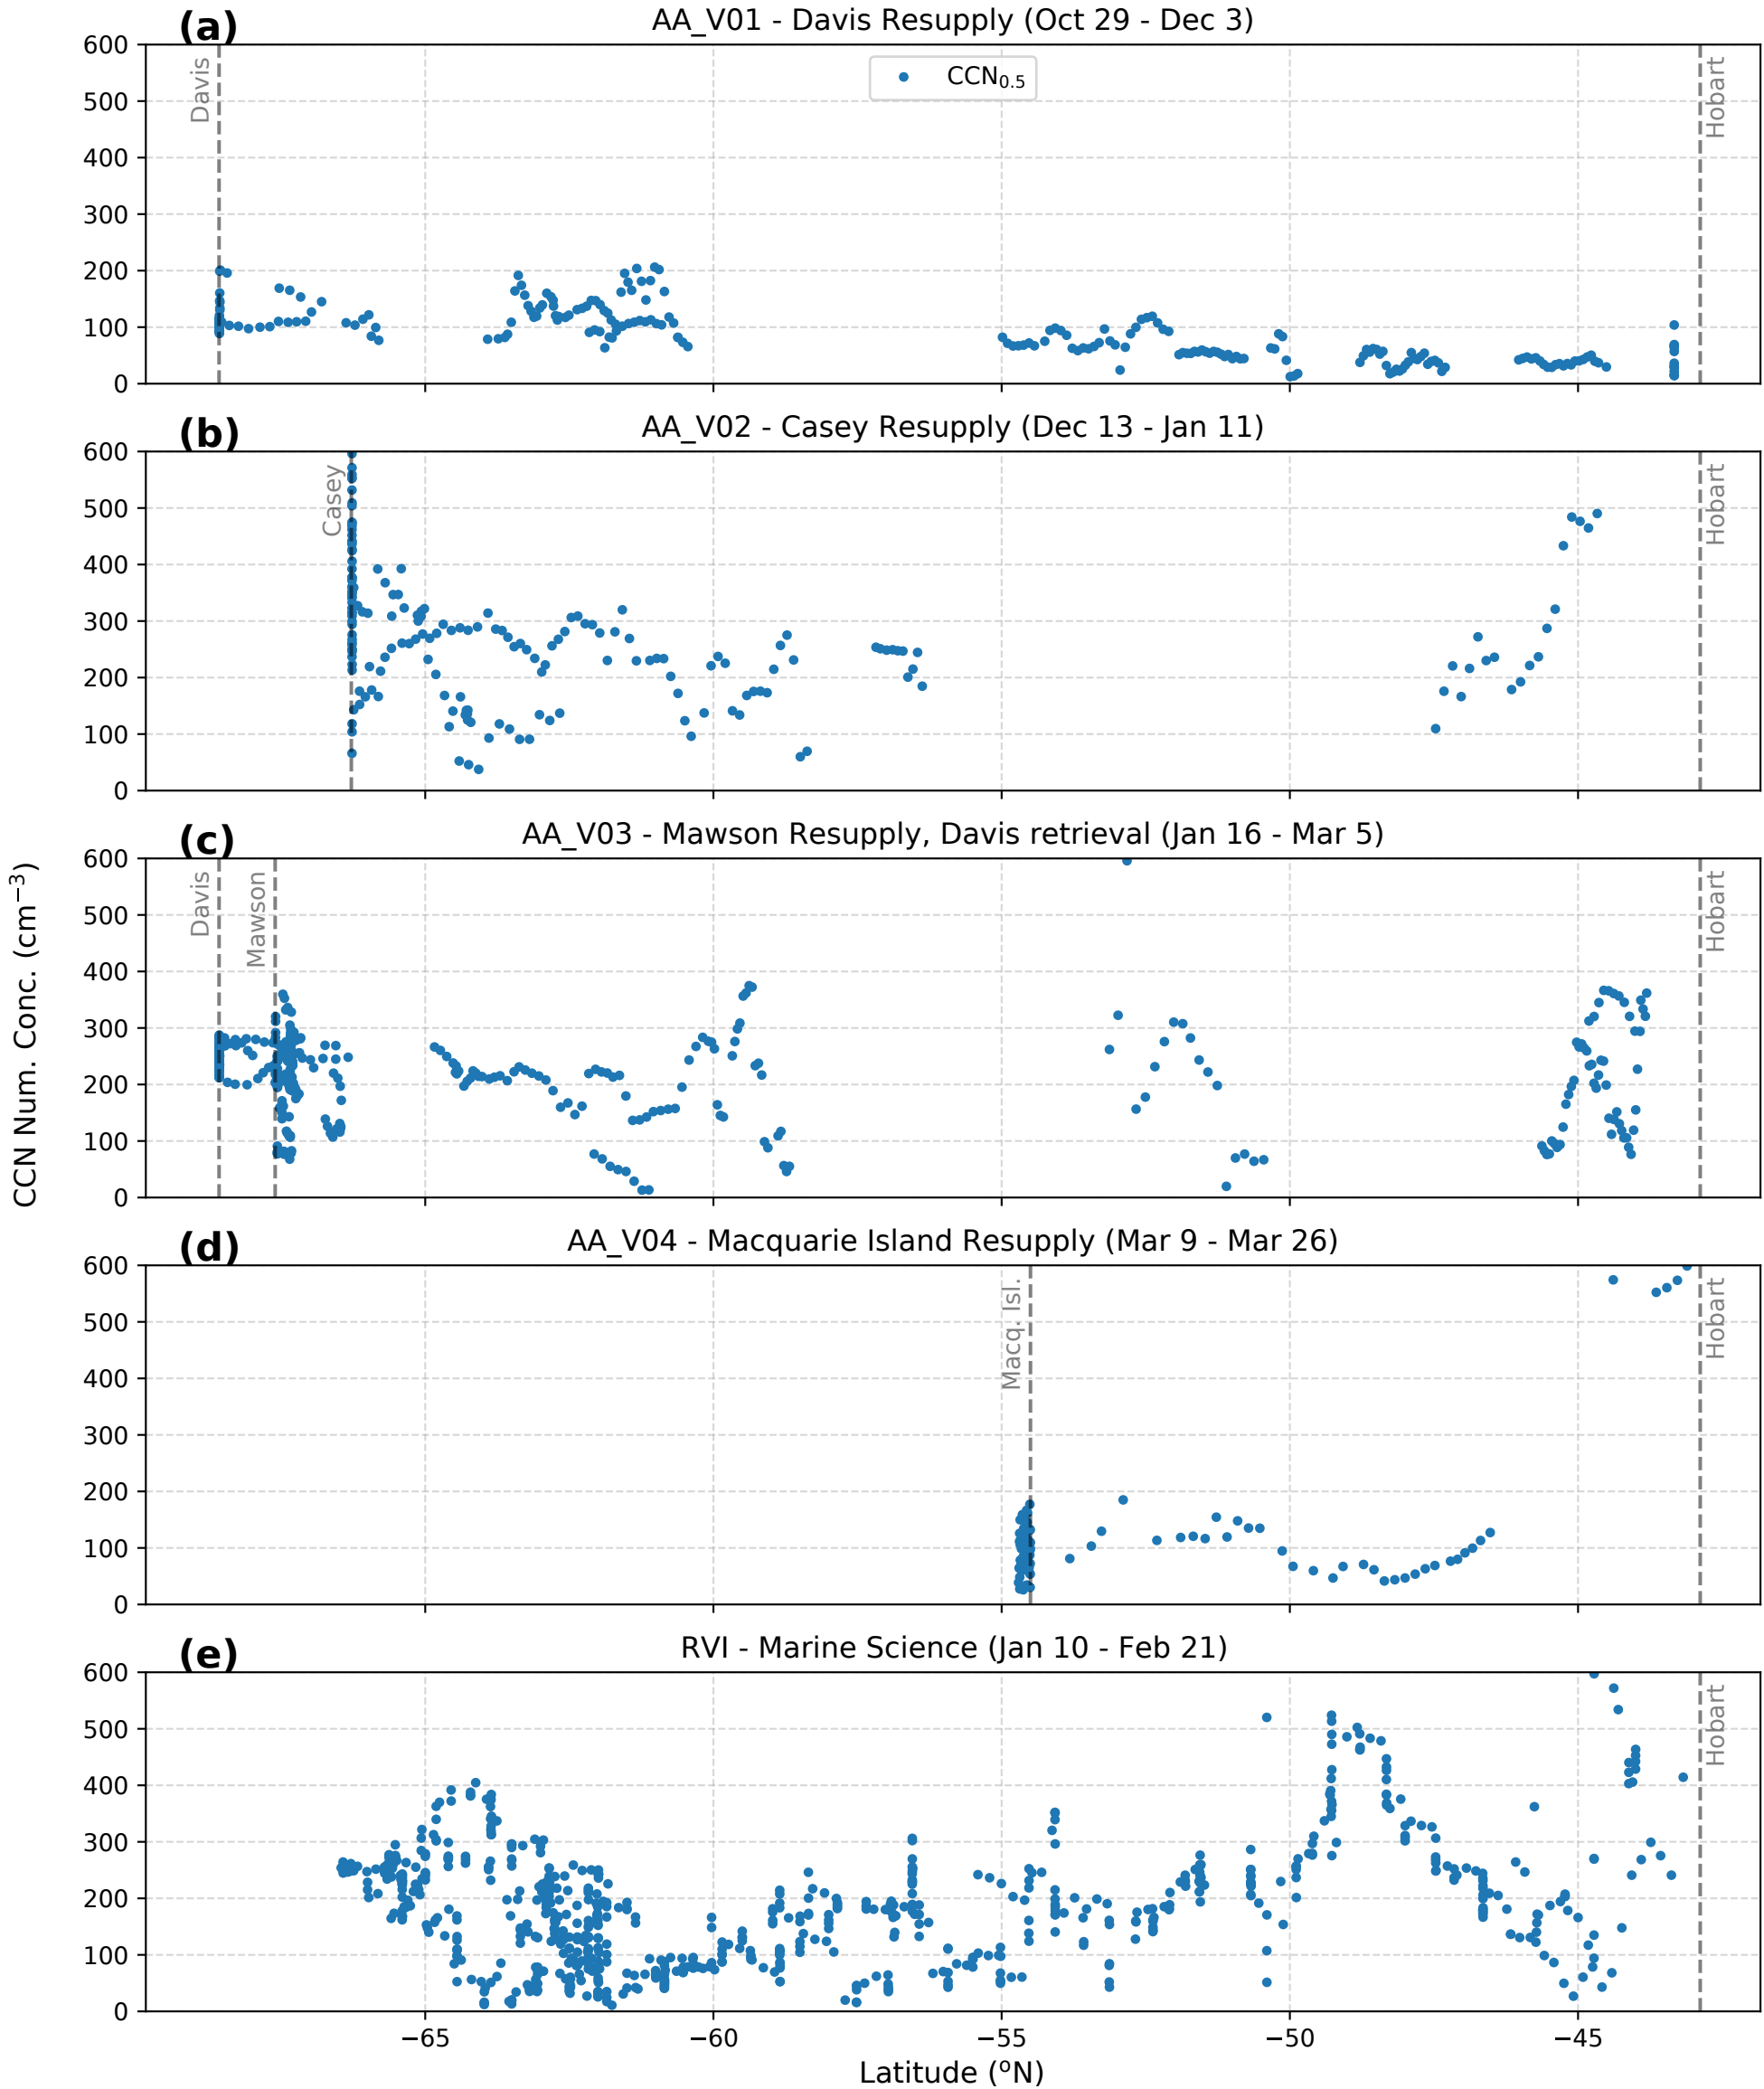 (a)
AA_V01 - Davis Resupply (Oct 29 - Dec 3)
600
500
400
300
200
100
0
Davis
CCN0.5
Hobart
(b)
AA_V02 - Casey Resupply (Dec 13 - Jan 11)
600
500
400
300
200
100
0
Casey
Hobart
(c)
AA_V03 - Mawson Resupply, Davis retrieval (Jan 16 - Mar 5)
600
500
400
300
200
100
0
Davis
Mawson
Hobart
CCN Num. Conc. (cm−3)
(d)
AA_V04 - Macquarie Island Resupply (Mar 9 - Mar 26)
600
500
400
300
200
100
0
Macq. Isl.
Hobart
(e)
RVI - Marine Science (Jan 10 - Feb 21)
600
500
400
300
200
100
0
Hobart
−65 −60 −55 −50 −45
Latitude (oN)